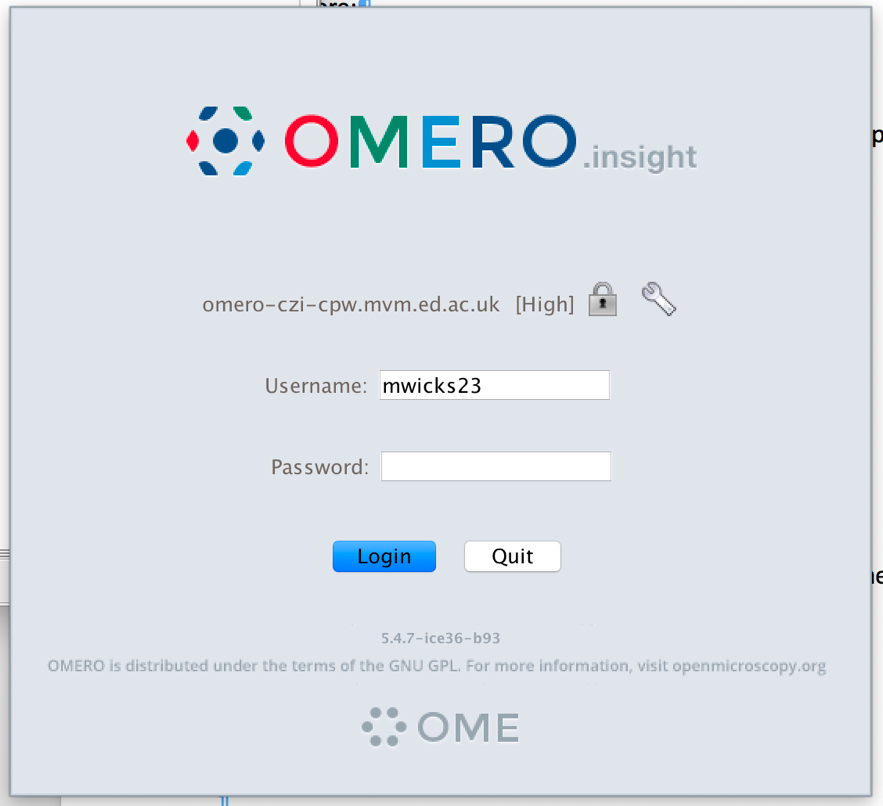 OMERO.insight
omero-czi-cpw.mvm.ed.ac.uk [High]
Username: mwicks23
Password:
Login Quit
5.4.7-ice36-b93
OMERO is distributed under the terms of the GNU GPL. For more information, visit openmicroscopy.org
OME